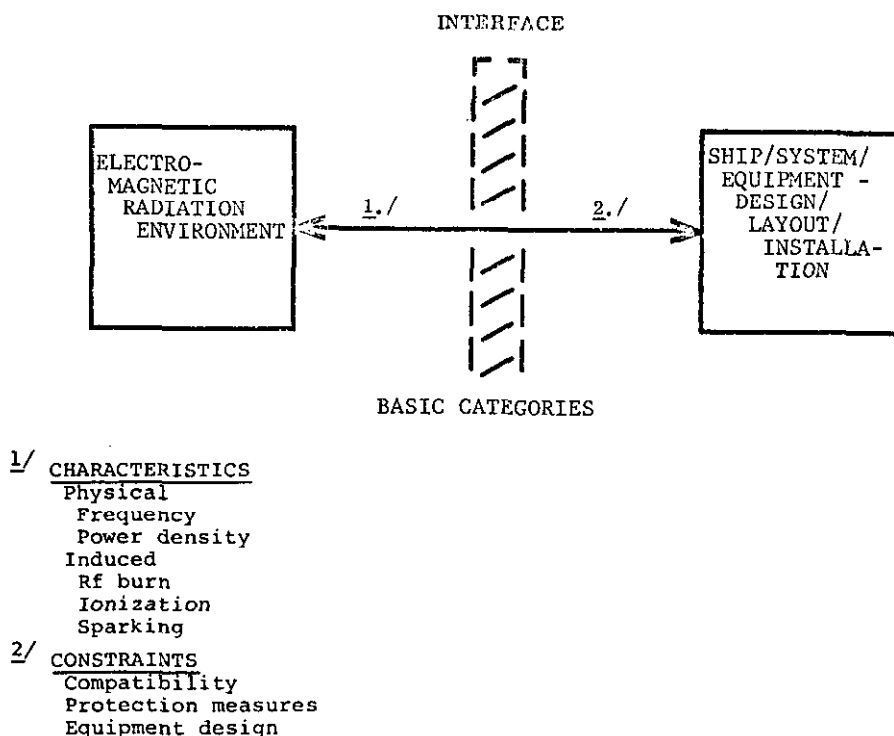 INTERFACE
ELECTRO-
MAGNETIC
RADIATION
ENVIRONMENT
1./
2./
SHIP/SYSTEM/
EQUIPMENT -
DESIGN/
LAYOUT/
INSTALLA-
TION
BASIC CATEGORIES
1/ CHARACTERISTICS
Physical
Frequency
Power density
Induced
Rf burn
Ionization
Sparking
2/ CONSTRAINTS
Compatibility
Protection measures
Equipment design